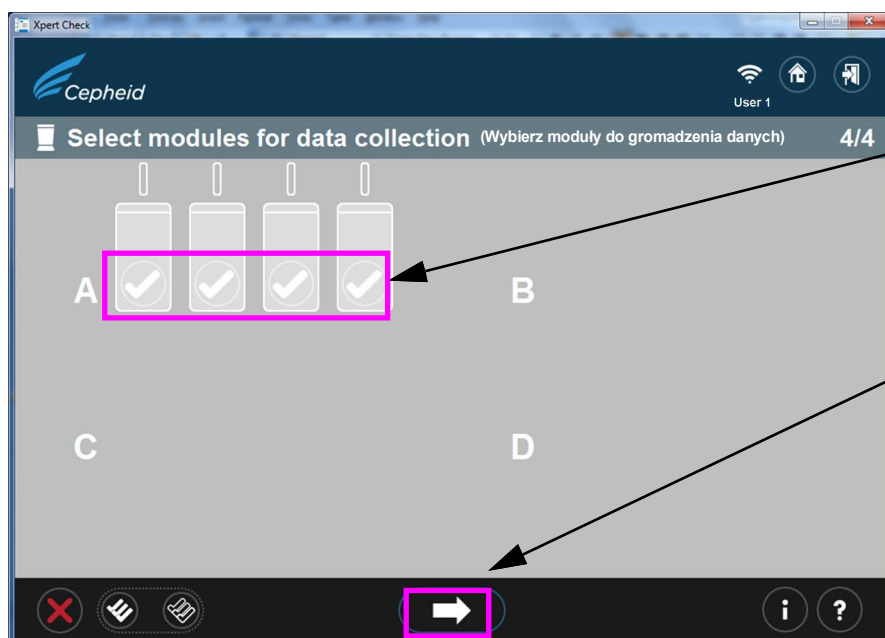 Xpert Check
Cepheid
User 1
Select modules for data collection (Wybierz moduły do gromadzenia danych) 4/4
A
B
C
D
i
?